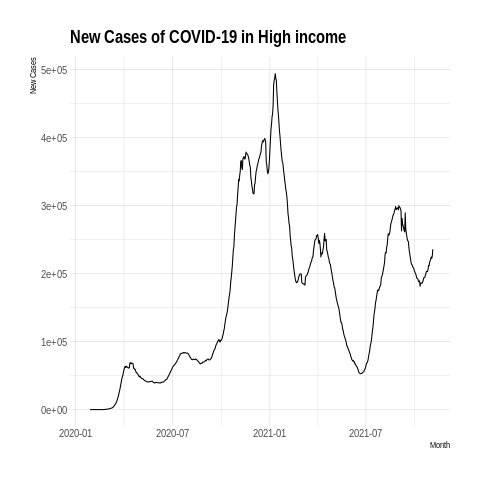 New Cases of COVID-19 in High income
New Cases
5e+05
4e+05
3e+05
2e+05
1e+05
0e+00
2020-01 2020-07 2021-01 2021-07
Month